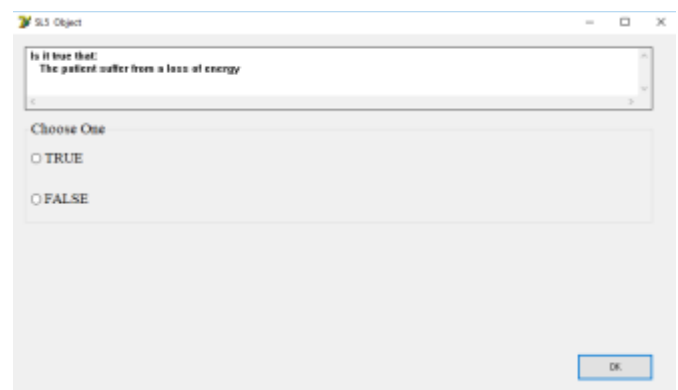 SL5 Object
Is it true that:
The patient suffer from a loss of energy
Choose One
TRUE
FALSE
OK